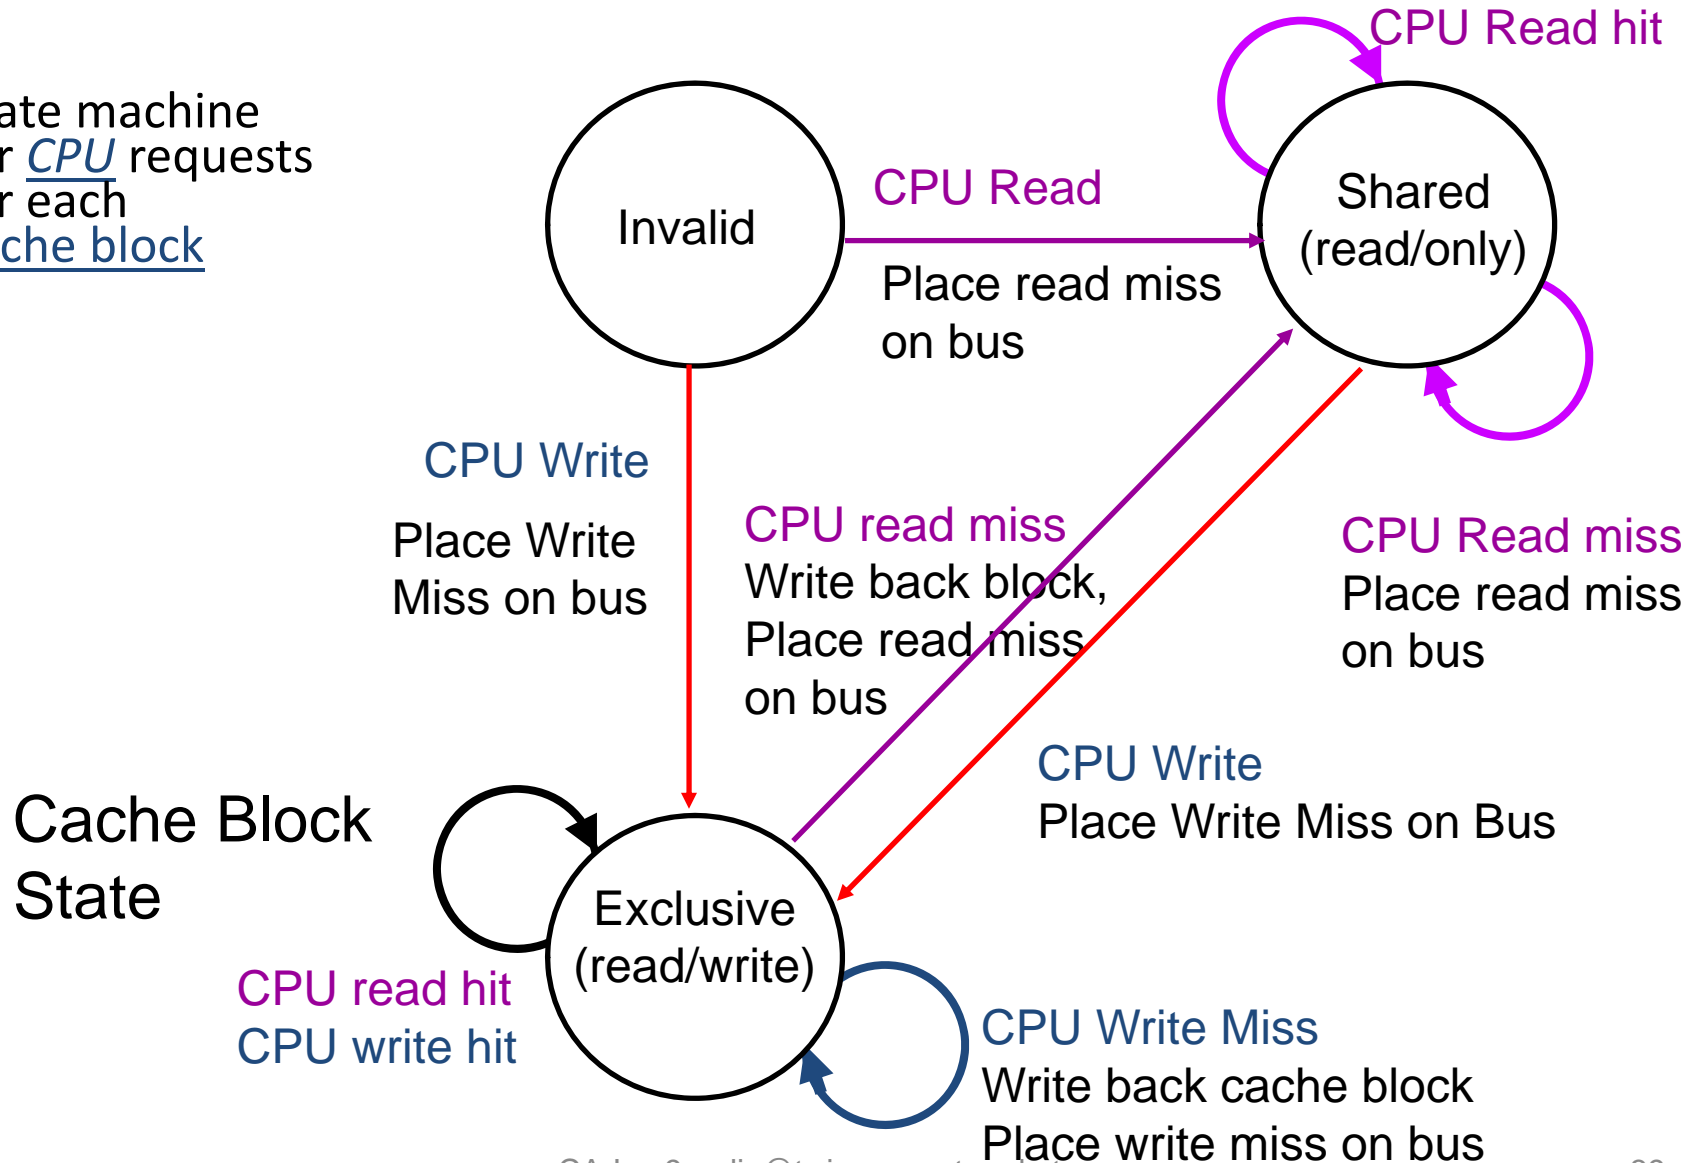 CPU Read hit
ate machine
r CPU requests
r each
che block
Invalid
CPU Read
Place read miss
on bus
Shared
(read/only)
CPU Write
Place Write
Miss on bus
CPU read miss
Write back block,
Place read miss
on bus
CPU Read miss
Place read miss
on bus
CPU Write
Place Write Miss on Bus
Cache Block
State
Exclusive
(read/write)
CPU read hit
CPU write hit
CPU Write Miss
Write back cache block
Place write miss on bus